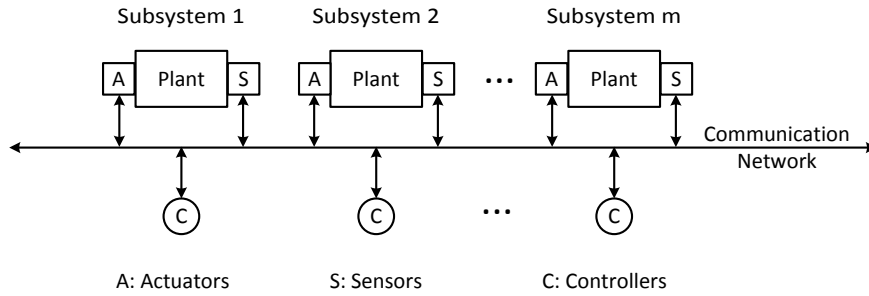 Subsystem 1
Subsystem 2
Subsystem m
A Plant S
A Plant S
...
A Plant S
Communication
Network
C
C
...
C
A: Actuators
S: Sensors
C: Controllers